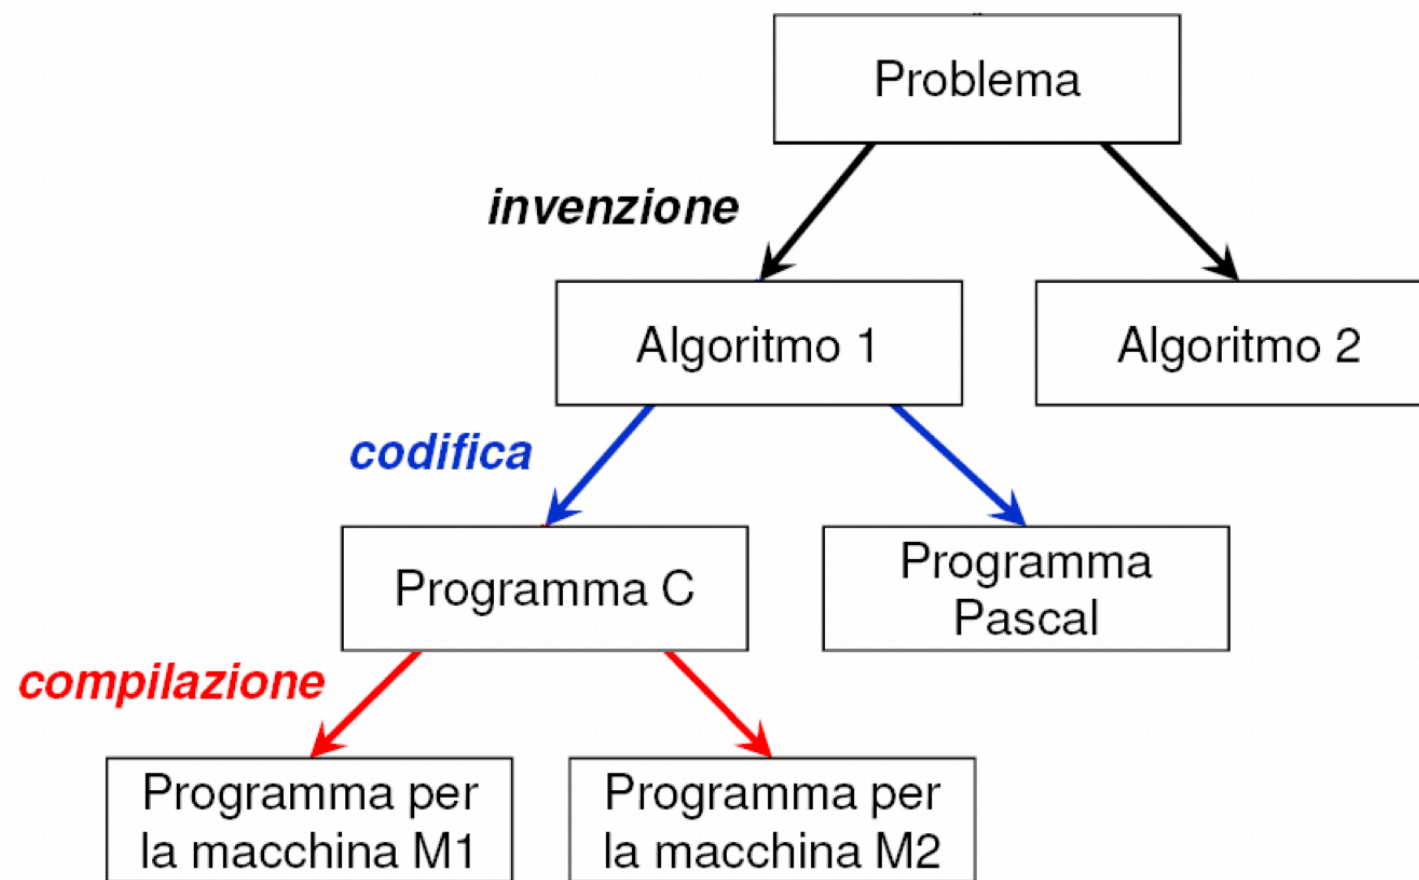 Problema
invenzione
Algoritmo 1
Algoritmo 2
codifica
Programma C
Programma
Pascal
compilazione
Programma per
la macchina M1
Programma per
la macchina M2